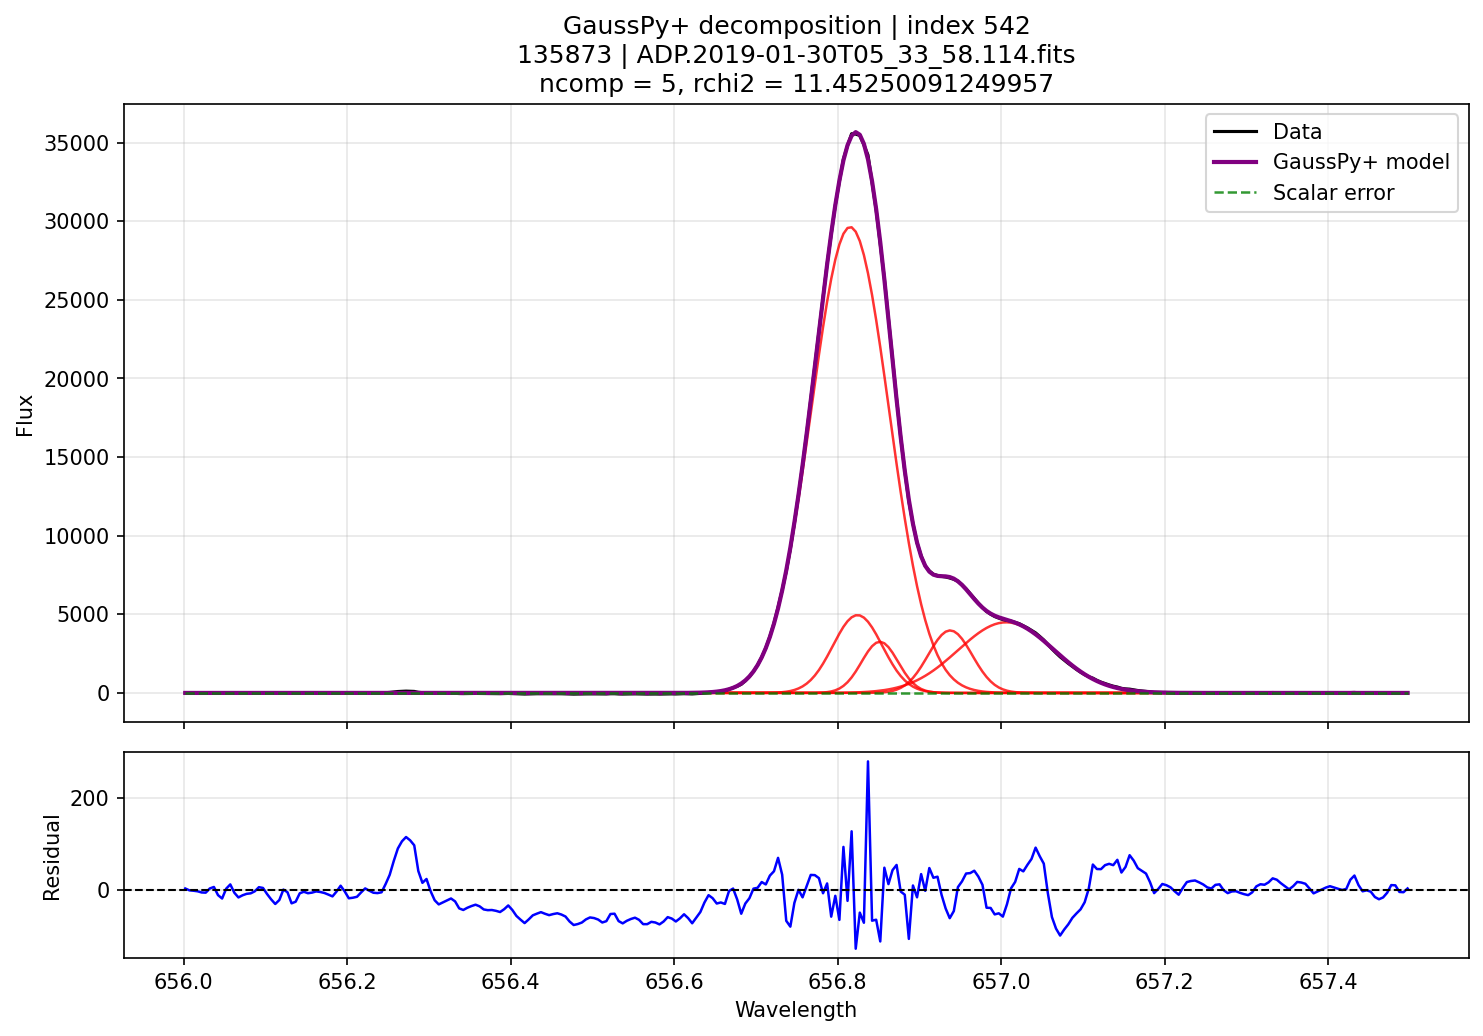 GaussPy+ decomposition | index 542
135873 | ADP.2019-01-30T05_33_58.114.fits
ncomp = 5, rchi2 = 11.45250091249957
Data
GaussPy+ model
Scalar error
Flux
35000
30000
25000
20000
15000
10000
5000
0
Residual
200
0
656.0 656.2 656.4 656.6 656.8 657.0 657.2 657.4
Wavelength